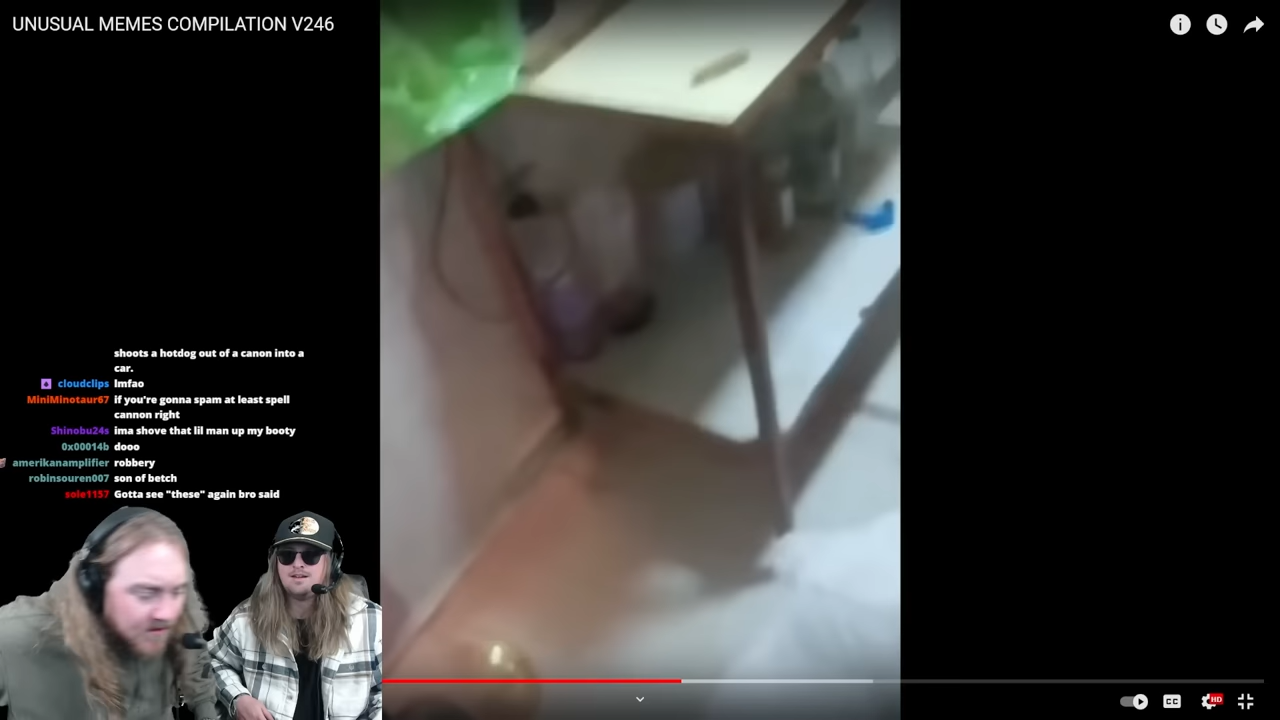 UNUSUAL MEMES COMPILATION V246
shoots a hotdog out of a canon into a
car.
cloudclips lmfao
MiniMinotaur67 if you're gonna spam at least spell
cannon right
Shinobu24s ima shove that lil man up my booty
0x00014b dooo
amerikanamplifier robbery
robinsouren007 son of betch
sole1157 Gotta see "these" again bro said
CC
HD